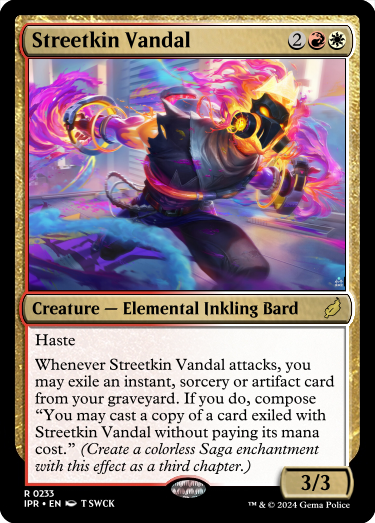 Streetkin Vandal 2
Creature — Elemental Inkling Bard
Haste
Whenever Streetkin Vandal attacks, you
may exile an instant, sorcery or artifact card
from your graveyard. If you do, compose
“You may cast a copy of a card exiled with
Streetkin Vandal without paying its mana
cost.” (Create a colorless Saga enchantment
with this effect as a third chapter.)
3/3
R 0233
IPR • EN T SWCK
™ & © 2024 Gema Police